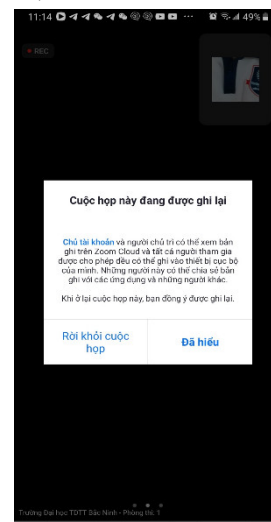 11:14
49%
REC
Cuộc họp này đang được ghi lại
Chủ tài khoản và người chủ trì có thể xem bản
ghi trên Zoom Cloud và tất cả người tham gia
được cho phép đều có thể ghi vào thiết bị cục bộ
của mình. Những người này có thể chia sẻ bản
ghi với các ứng dụng và những người khác.
Khi ở lại cuộc họp này, bạn đồng ý được ghi lại.
Rời khỏi cuộc
họp
Đã hiểu
Trường Đại học TDTT Bắc Ninh - Phòng thi: 1